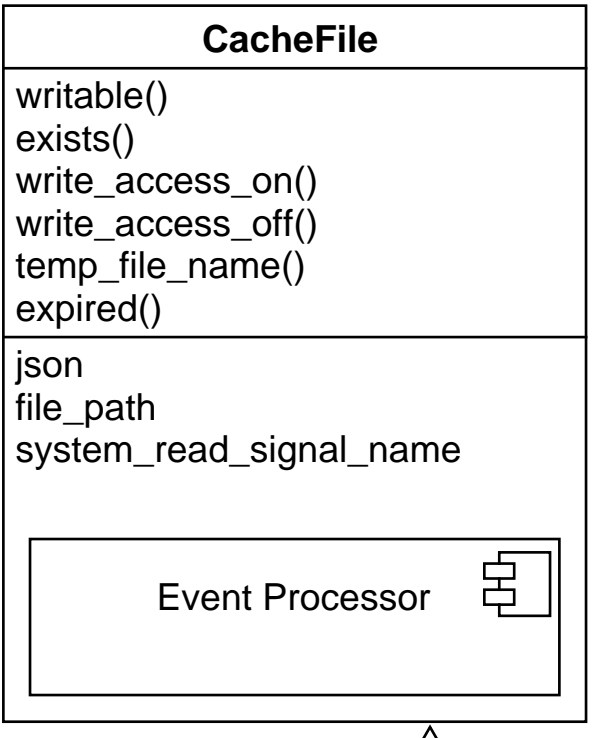 CacheFile
writable()
exists()
write_access_on()
write_access_off()
temp_file_name()
expired()
json
file_path
system_read_signal_name
Event Processor